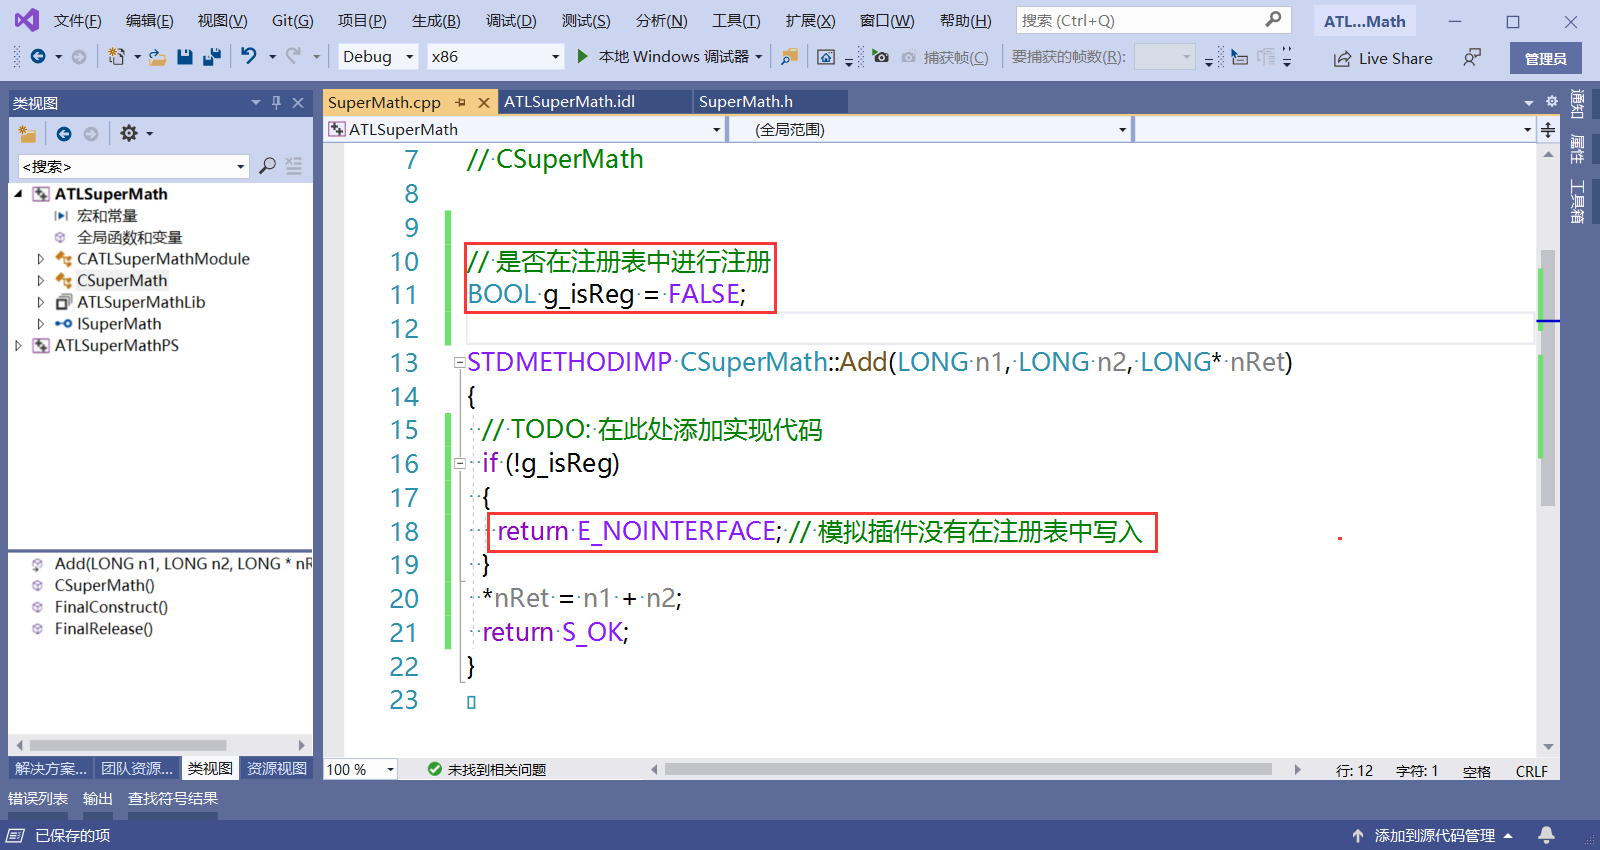 文件(F) 编辑(E) 视图(V) Git(G) 项目(P) 生成(B) 调试(D) 测试(S) 分析(N) 工具(T) 扩展(X) 窗口(W) 帮助(H) 搜索 (Ctrl+Q) ATL...Math
Debug x86 本地 Windows 调试器 捕获帧(C) 要捕获的帧数(R): Live Share 管理员
类视图
<搜索>
ATLSuperMath
宏和常量
全局函数和变量
CATLSuperMathModule
CSuperMath
ATLSuperMathLib
ISuperMath
ATLSuperMathPS
Add(LONG n1, LONG n2, LONG * nR
CSuperMath()
FinalConstruct()
FinalRelease()
解决方案... 团队资源... 类视图 资源视图
SuperMath.cpp ATLSuperMath.idl SuperMath.h
ATLSuperMath (全局范围)
7 // CSuperMath
8
9
10 // 是否在注册表中进行注册
11 BOOL g_isReg = FALSE;
12
13 STDMETHODIMP CSuperMath::Add(LONG n1, LONG n2, LONG* nRet)
14 {
15 // TODO: 在此处添加实现代码
16 if (!g_isReg)
17 {
18 return E_NOINTERFACE; // 模拟插件没有在注册表中写入
19 }
20 *nRet = n1 + n2;
21 return S_OK;
22 }
23
100 % 未找到相关问题 行: 12 字符: 1 空格 CRLF
通知
属性
工具箱
错误列表 输出 查找符号结果
已保存的项 添加到源代码管理